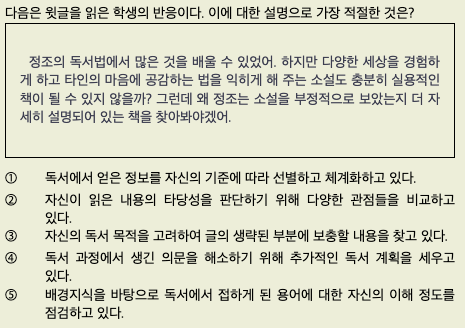 다음은 윗글을 읽은 학생의 반응이다. 이에 대한 설명으로 가장 적절한 것은?
정조의 독서법에서 많은 것을 배울 수 있었어. 하지만 다양한 세상을 경험하
게 하고 타인의 마음에 공감하는 법을 익히게 해 주는 소설도 충분히 실용적인
책이 될 수 있지 않을까? 그런데 왜 정조는 소설을 부정적으로 보았는지 더 자
세히 설명되어 있는 책을 찾아봐야겠어.
① 독서에서 얻은 정보를 자신의 기준에 따라 선별하고 체계화하고 있다.
② 자신이 읽은 내용의 타당성을 판단하기 위해 다양한 관점들을 비교하고
있다.
③ 자신의 독서 목적을 고려하여 글의 생략된 부분에 보충할 내용을 찾고 있다.
④ 독서 과정에서 생긴 의문을 해소하기 위해 추가적인 독서 계획을 세우고
있다.
⑤ 배경지식을 바탕으로 독서에서 접하게 된 용어에 대한 자신의 이해 정도를
점검하고 있다.